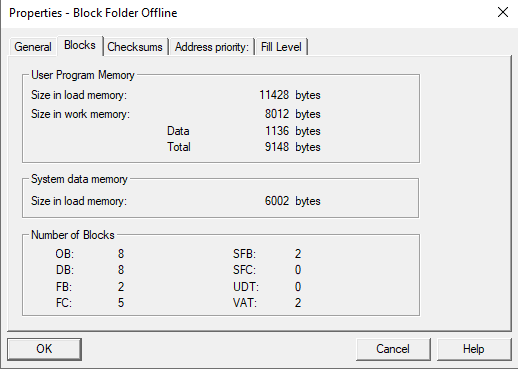 Properties - Block Folder Offline
General Blocks Checksums Address priority: Fill Level
User Program Memory
Size in load memory: 11428 bytes
Size in work memory: 8012 bytes
Data 1136 bytes
Total 9148 bytes
System data memory
Size in load memory: 6002 bytes
Number of Blocks
OB: 8 SFB: 2
DB: 8 SFC: 0
FB: 2 UDT: 0
FC: 5 VAT: 2
OK Cancel Help